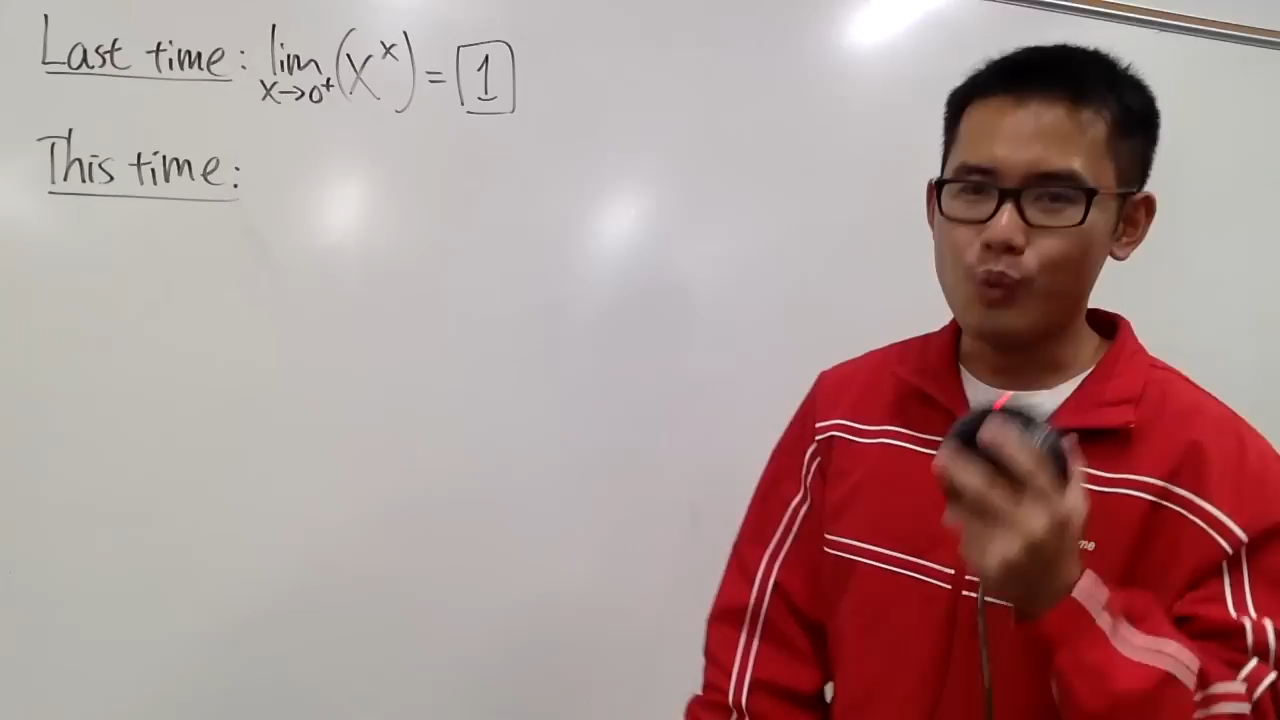 Last time: lim x→0⁺ (x^x) = 1
This time: